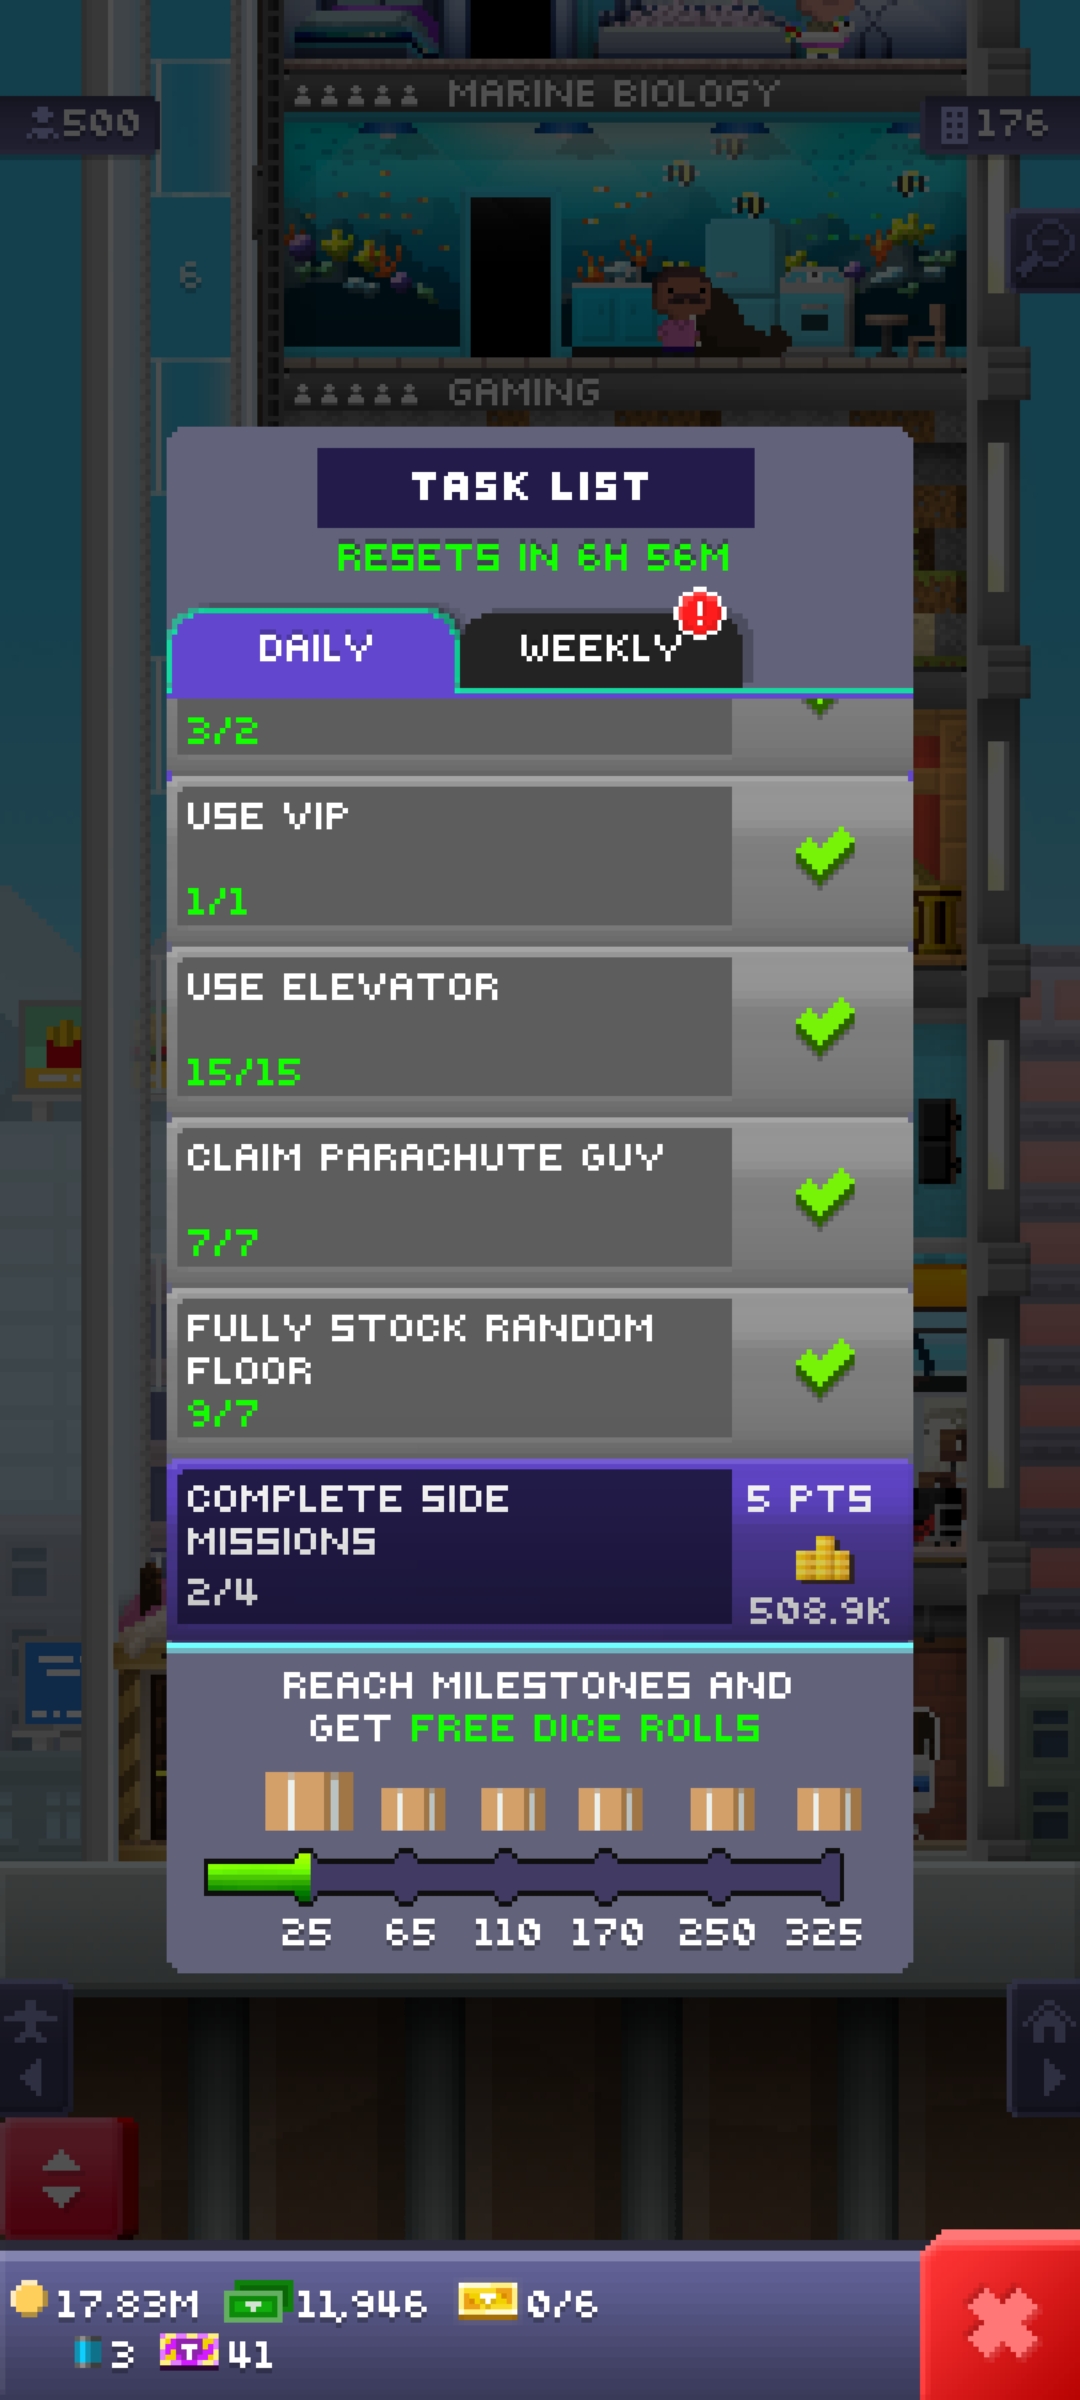 MARINE BIOLOGY
500
176
6
GAMING
TASK LIST
RESETS IN 6H 56M
DAILY
WEEKLY
3/2
USE VIP
1/1
USE ELEVATOR
15/15
CLAIM PARACHUTE GUY
7/7
FULLY STOCK RANDOM
FLOOR
9/7
COMPLETE SIDE
MISSIONS
2/4
5 PTS
508.9K
REACH MILESTONES AND
GET FREE DICE ROLLS
25 65 110 170 250 325
17.83M 11,946 0/6
3 41